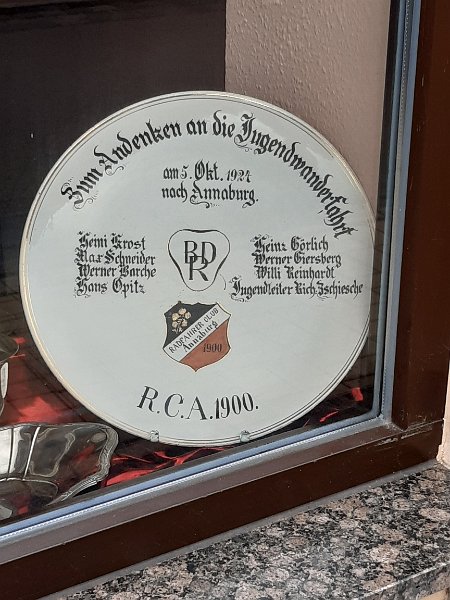 Zum Andenken an die Jugendwanderfahrt
am 5. Okt. 1924
nach Annaburg.
Heini Krost
Max Schneider
Werner Barche
Hans Opitz
BDR
Heinz Görlich
Werner Giersberg
Willi Reinhardt
Jugendleiter Rich. Zschiesche
RADFAHRER-CLUB
Annaburg
1900
R.C.A. 1900.